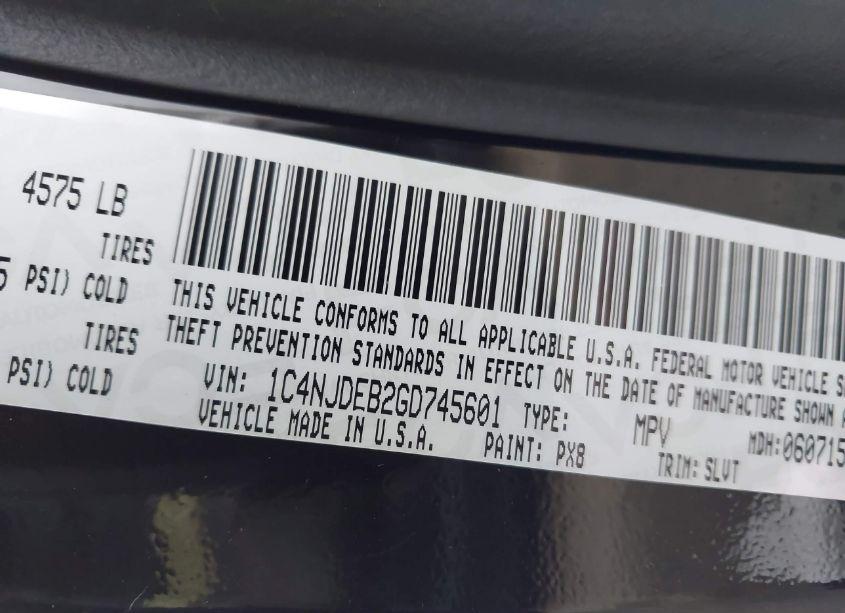 4575 LB
TIRES
PSI) COLD
TIRES
PSI) COLD
THIS VEHICLE CONFORMS TO ALL APPLICABLE U.S.A. FEDERAL MOTOR VEHICLE
THEFT PREVENTION STANDARDS IN EFFECT ON THE DATE OF MANUFACTURE SHOWN
VIN: 1C4NJDEB2GD745601 TYPE: MPV MDH:060715
VEHICLE MADE IN U.S.A. PAINT: PX8 TRIM: SLVT